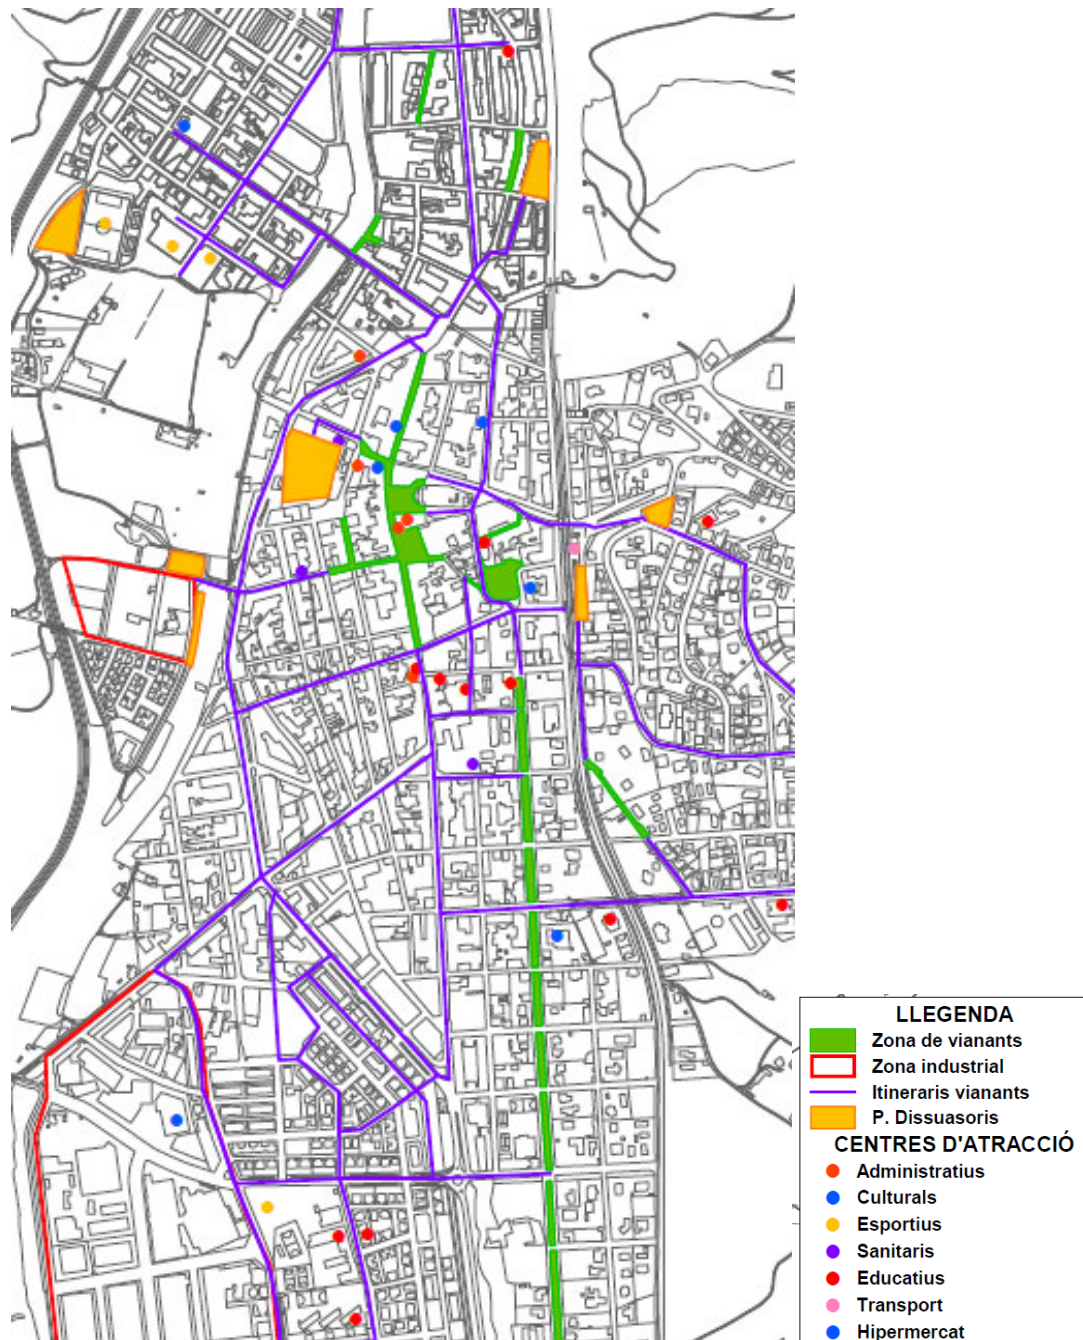 LLEGENDA
Zona de vianants
Zona industrial
Itineraris vianants
P. Dissuasoris
CENTRES D'ATRACCIÓ
Administratius
Culturals
Esportius
Sanitaris
Educatius
Transport
Hipermercat